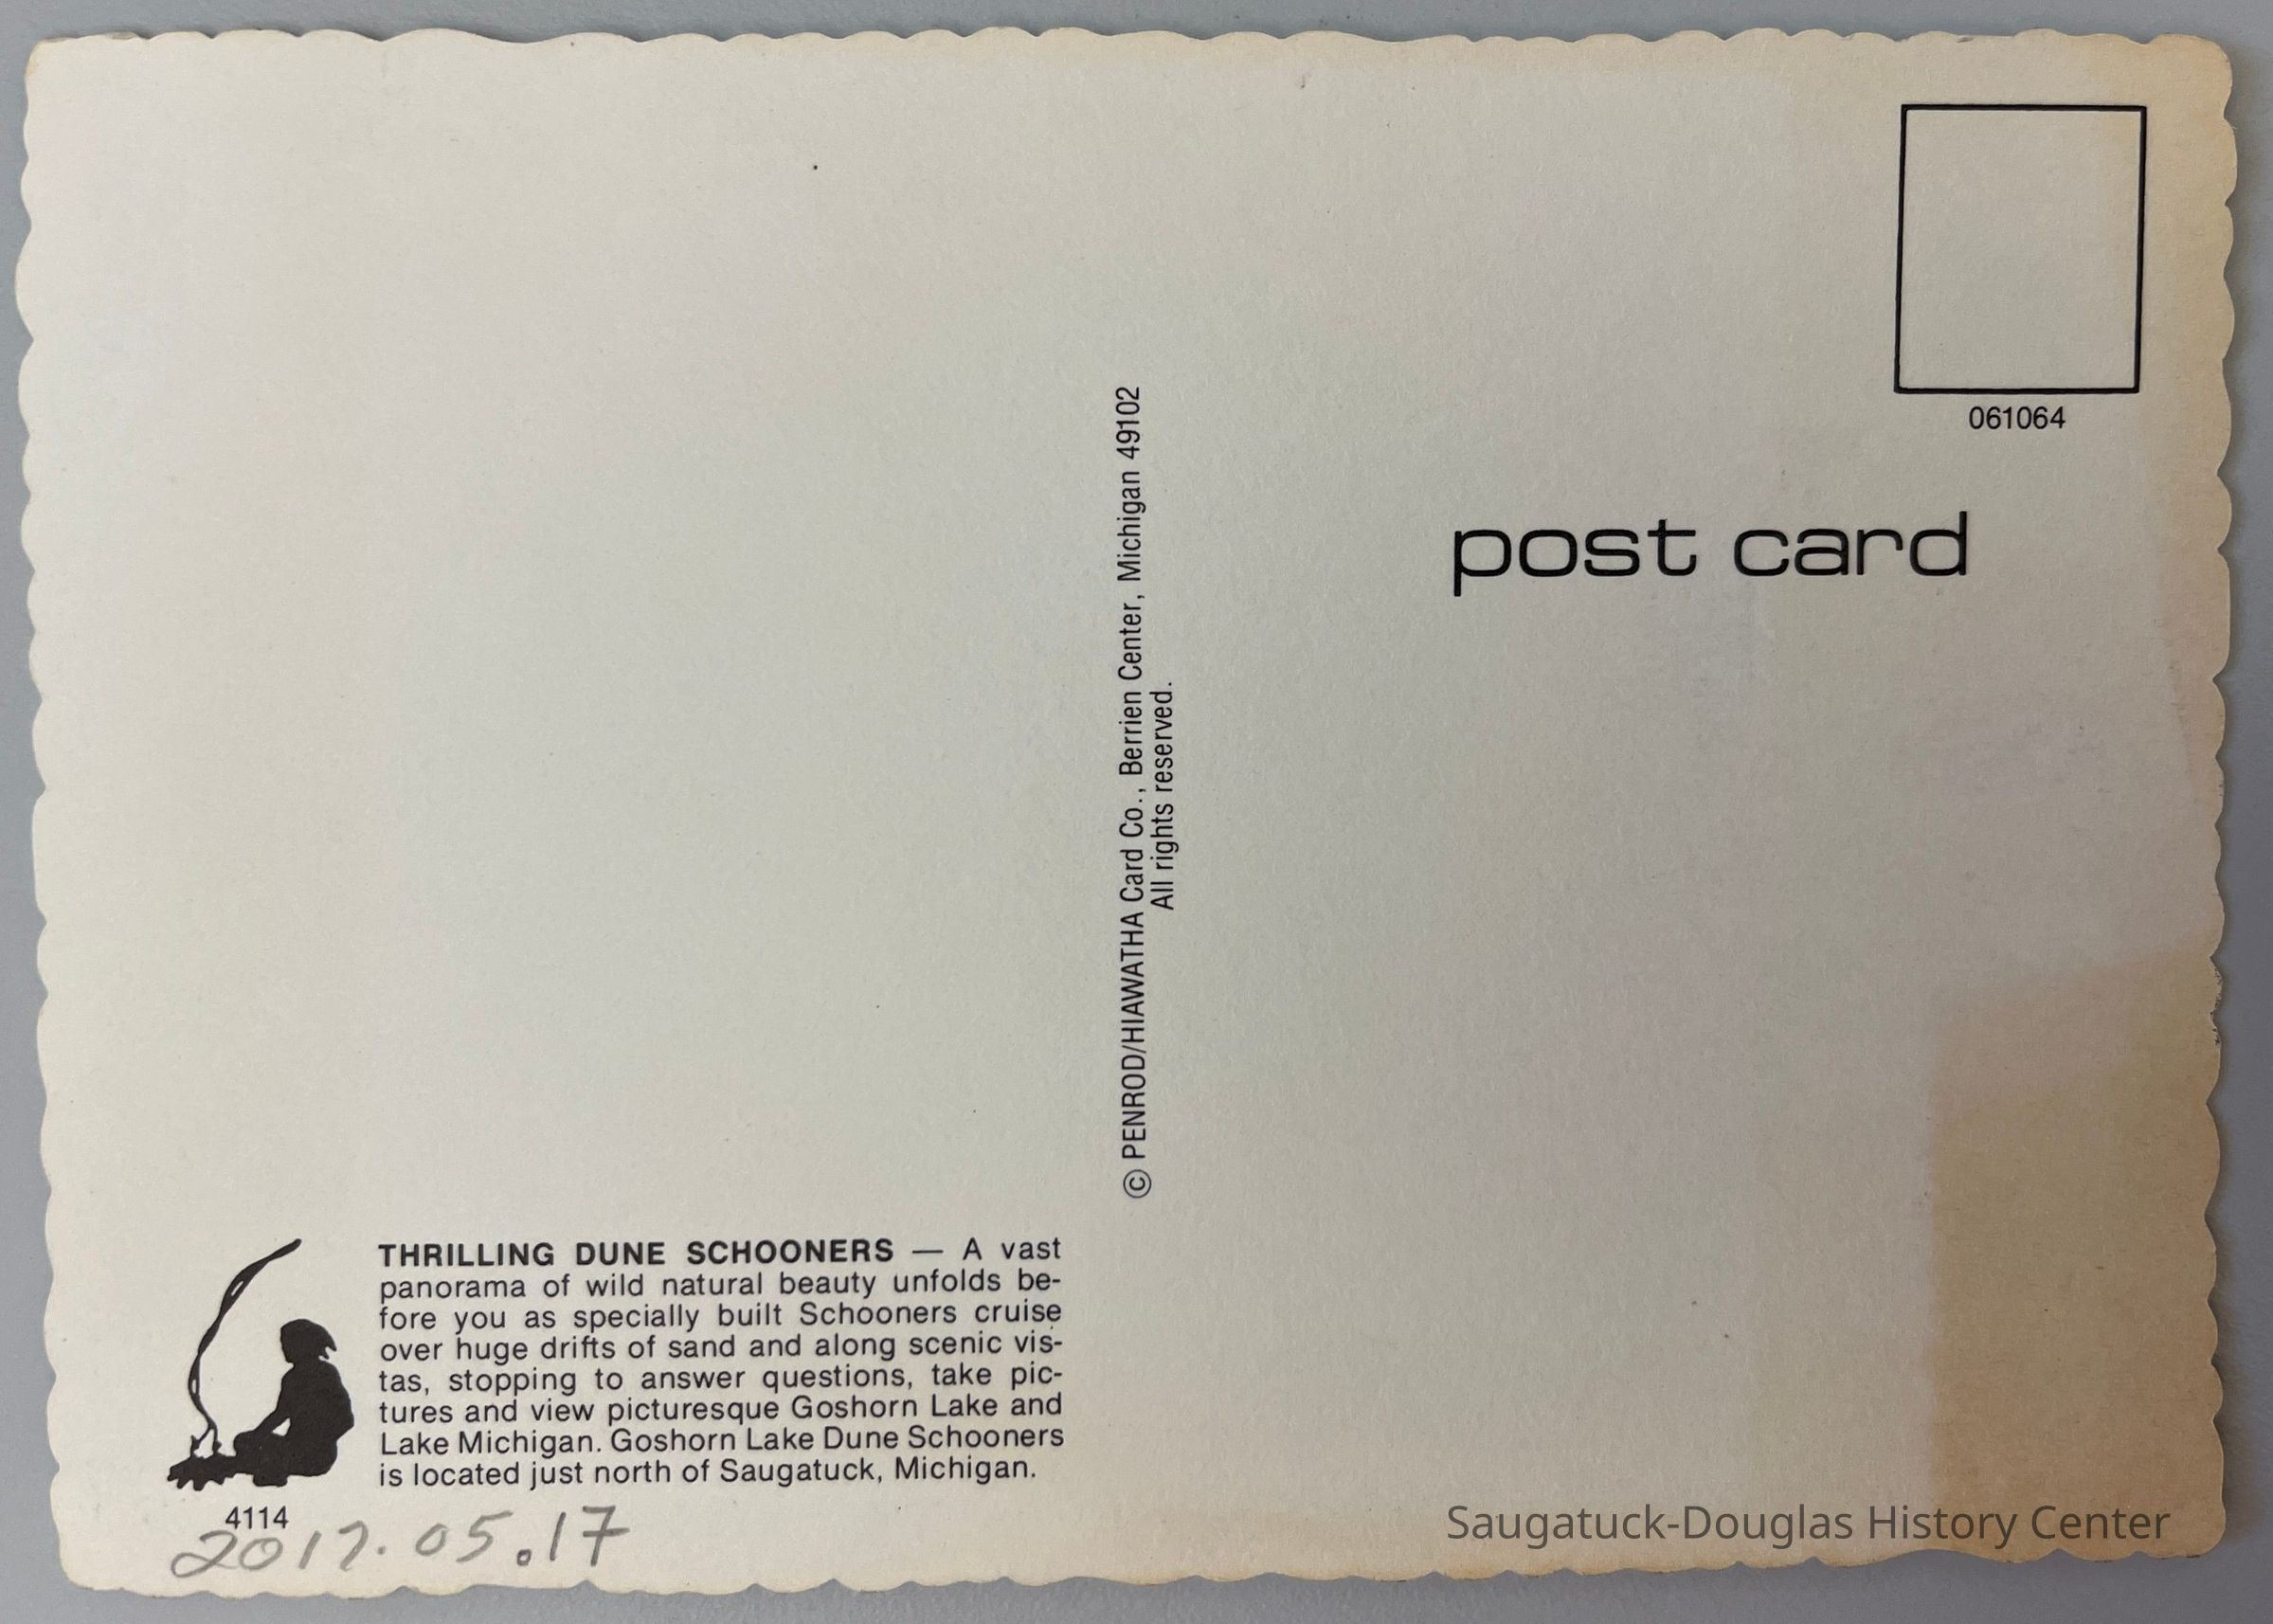 061064
post card
© PENROD/HIAWATHA Card Co., Berrien Center, Michigan 49102
All rights reserved.
THRILLING DUNE SCHOONERS — A vast
panorama of wild natural beauty unfolds be-
fore you as specially built Schooners cruise
over huge drifts of sand and along scenic vis-
tas, stopping to answer questions, take pic-
tures and view picturesque Goshorn Lake and
Lake Michigan. Goshorn Lake Dune Schooners
is located just north of Saugatuck, Michigan.
4114
2017.05.17
Saugatuck-Douglas History Center